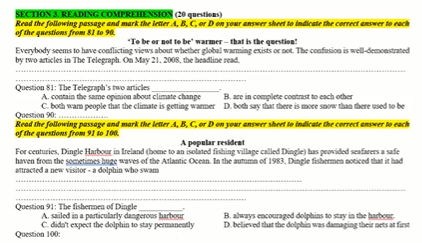 SECTION 3. READING COMPREHENSION (20 questions)
Read the following passage and mark the letter A, B, C, or D on your answer sheet to indicate the correct answer to each
of the questions from 81 to 90.
'To be or not to be' warmer – that is the question!
Everybody seems to have conflicting views about whether global warming exists or not. The confusion is well-demonstrated
by two articles in The Telegraph. On May 21, 2008, the headline read,
Question 81: The Telegraph's two articles ____________.
A. contain the same opinion about climate change B. are in complete contrast to each other
C. both warn people that the climate is getting warmer D. both say that there is more snow than there used to be
Question 90: ....................
Read the following passage and mark the letter A, B, C, or D on your answer sheet to indicate the correct answer to each
of the questions from 91 to 100.
A popular resident
For centuries, Dingle Harbour in Ireland (home to an isolated fishing village called Dingle) has provided seafarers a safe
haven from the sometimes huge waves of the Atlantic Ocean. In the autumn of 1983, Dingle fishermen noticed that it had
attracted a new visitor - a dolphin who swam
Question 91: The fishermen of Dingle ____________.
A. sailed in a particularly dangerous harbour B. always encouraged dolphins to stay in the harbour.
C. didn't expect the dolphin to stay permanently D. believed that the dolphin was damaging their nets at first
Question 100: